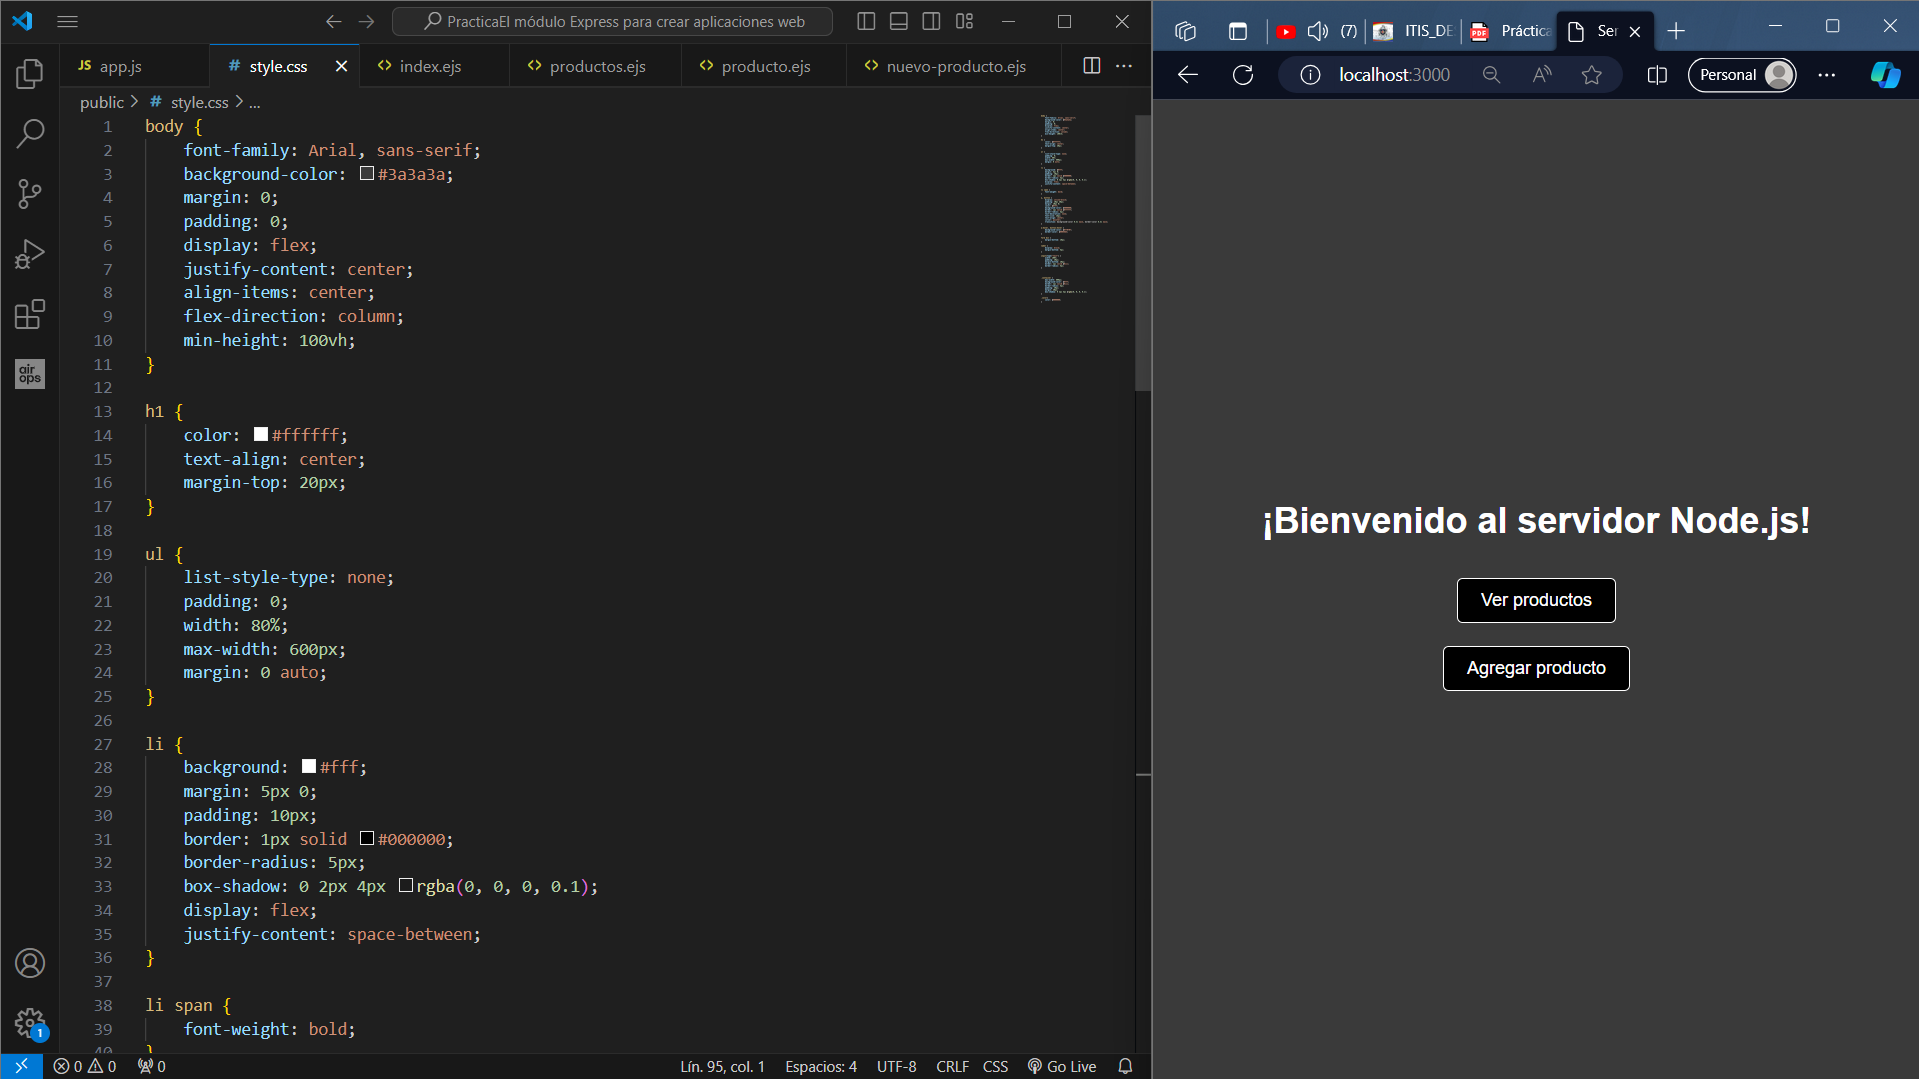 PracticaEl módulo Express para crear aplicaciones web
JS app.js
# style.css
<> index.ejs
<> productos.ejs
<> producto.ejs
<> nuevo-producto.ejs
public > # style.css > ...
1 body {
2 font-family: Arial, sans-serif;
3 background-color: #3a3a3a;
4 margin: 0;
5 padding: 0;
6 display: flex;
7 justify-content: center;
8 align-items: center;
9 flex-direction: column;
10 min-height: 100vh;
11 }
12
13 h1 {
14 color: #ffffff;
15 text-align: center;
16 margin-top: 20px;
17 }
18
19 ul {
20 list-style-type: none;
21 padding: 0;
22 width: 80%;
23 max-width: 600px;
24 margin: 0 auto;
25 }
26
27 li {
28 background: #fff;
29 margin: 5px 0;
30 padding: 10px;
31 border: 1px solid #000000;
32 border-radius: 5px;
33 box-shadow: 0 2px 4px rgba(0, 0, 0, 0.1);
34 display: flex;
35 justify-content: space-between;
36 }
37
38 li span {
39 font-weight: bold;
40 }
air ops
1
0 0 0
Lín. 95, col. 1 Espacios: 4 UTF-8 CRLF CSS Go Live
(7) ITIS_DE Práctica Ser
localhost:3000
Personal
¡Bienvenido al servidor Node.js!
Ver productos
Agregar producto